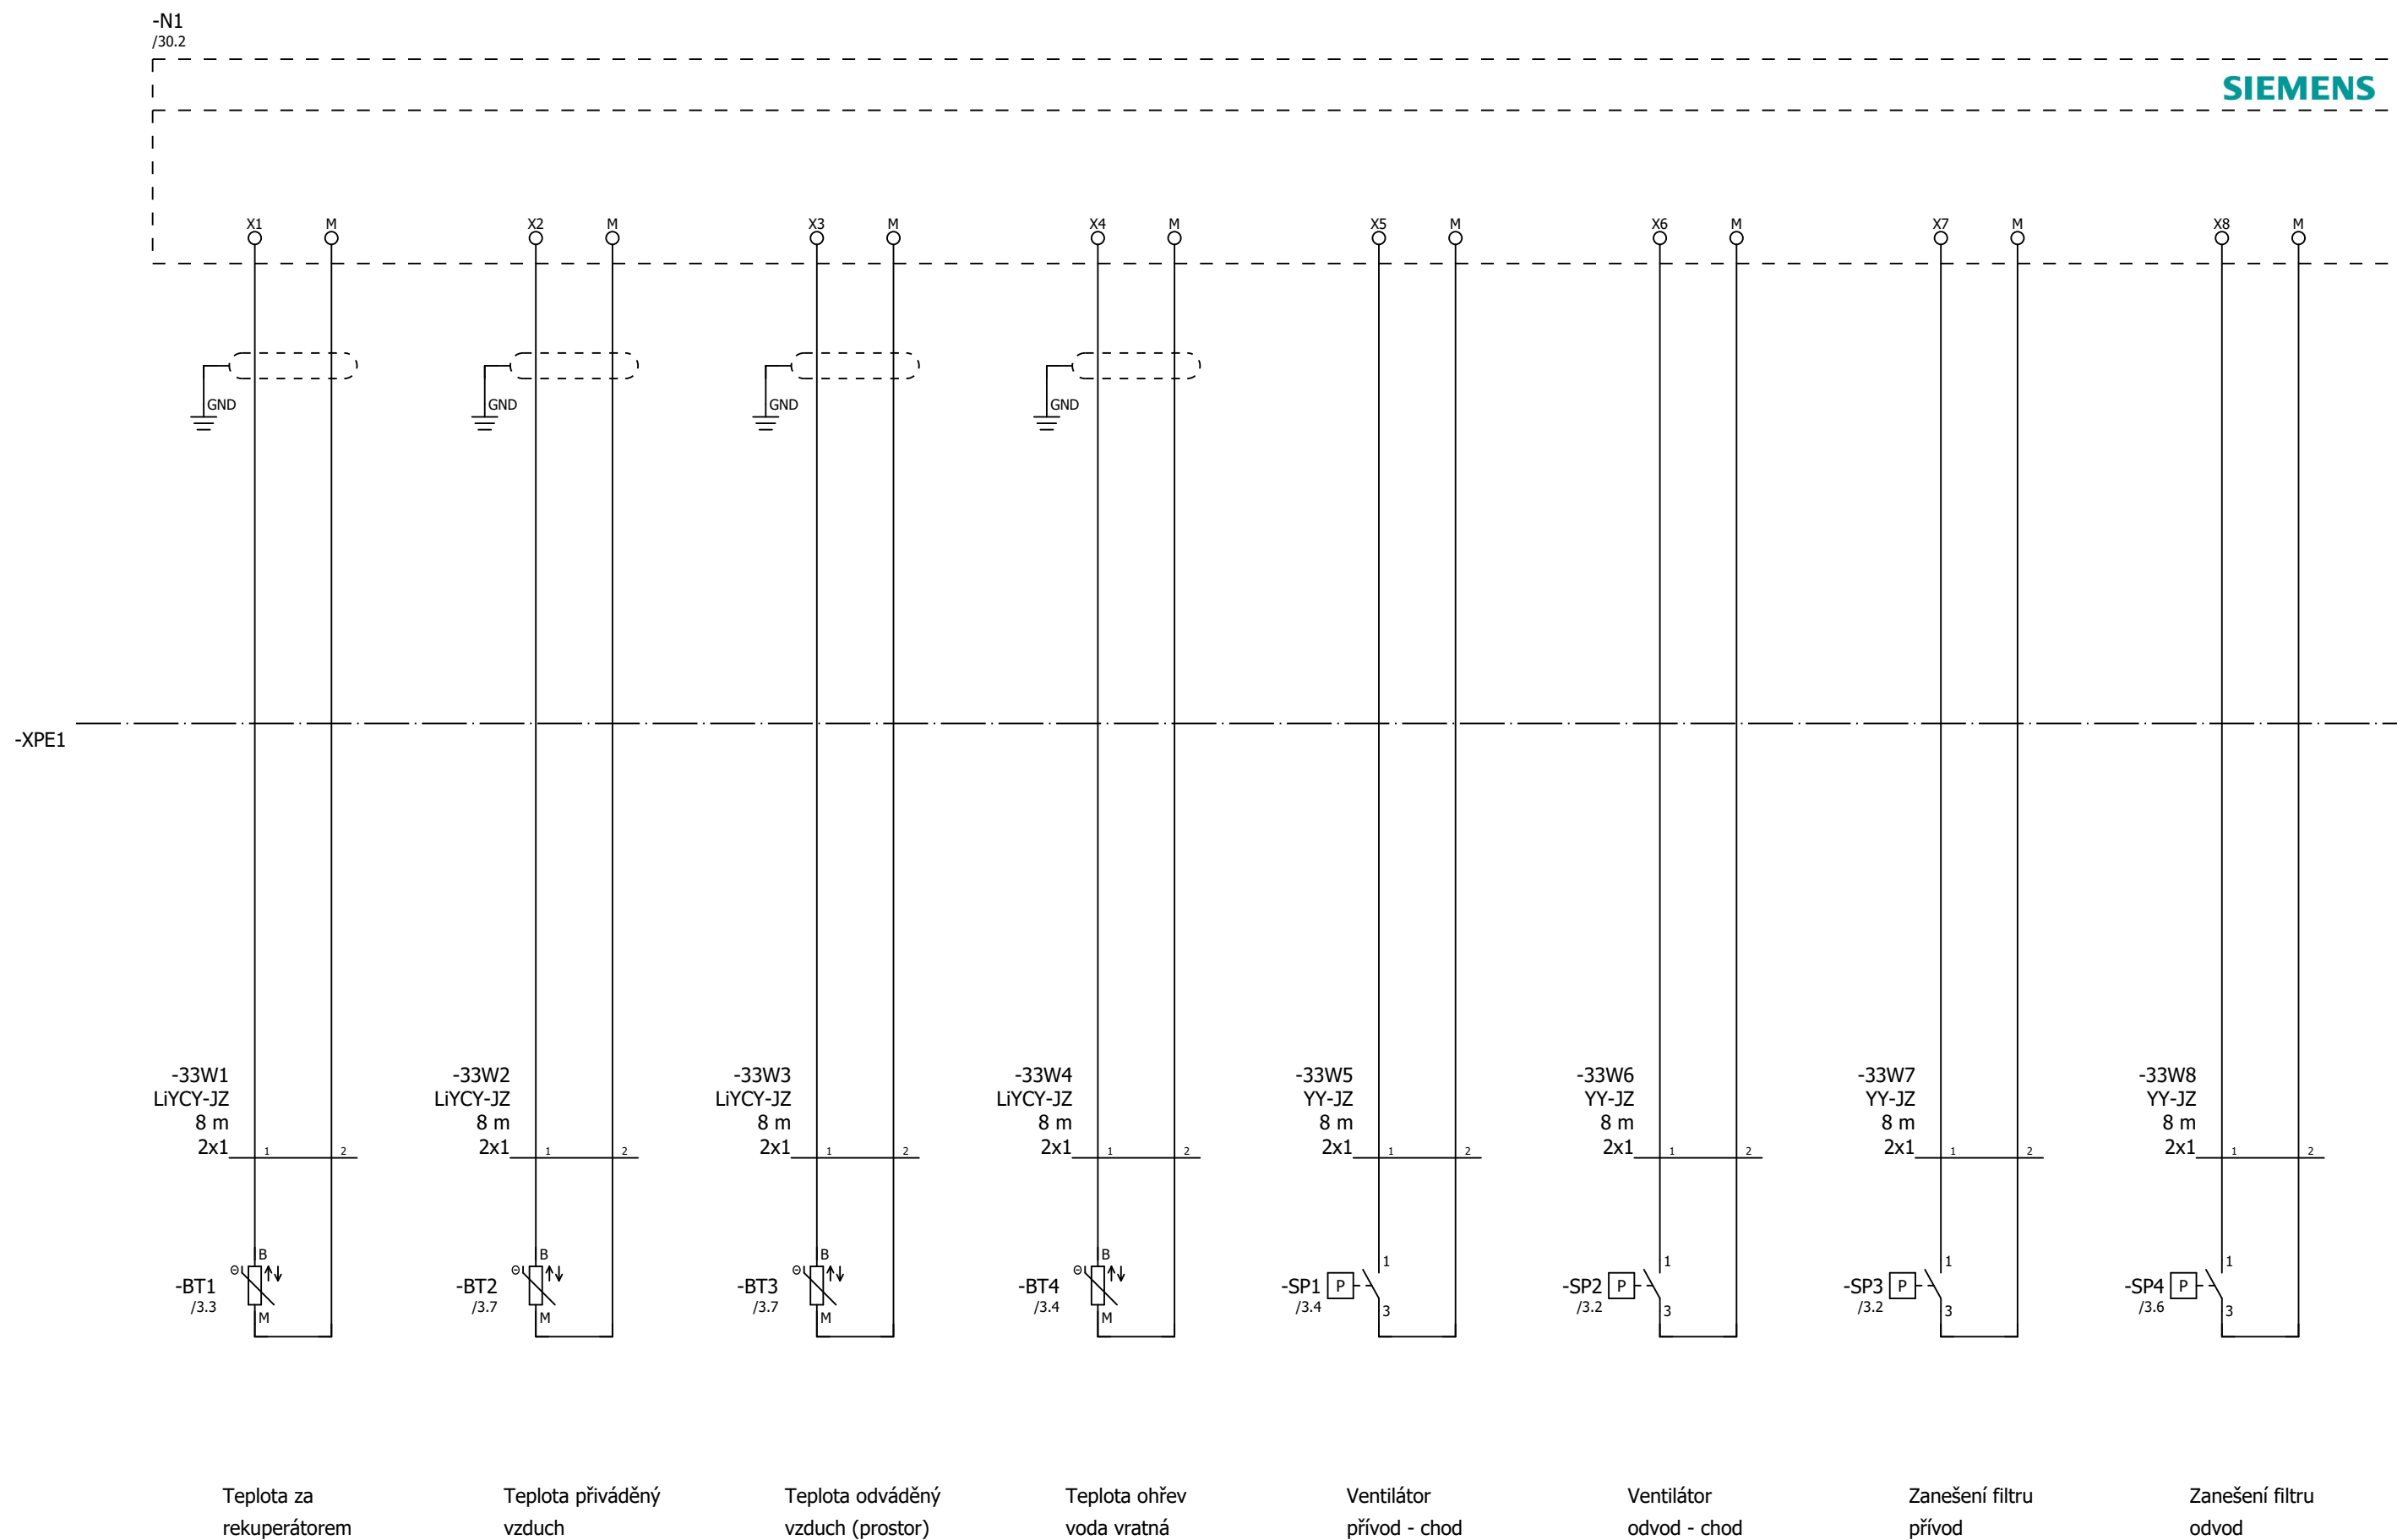 -N1
/30.2
SIEMENS
X1 M X2 M X3 M X4 M X5 M X6 M X7 M X8 M
GND GND GND GND
-XPE1
-33W1 -33W2 -33W3 -33W4 -33W5 -33W6 -33W7 -33W8
LiYCY-JZ LiYCY-JZ LiYCY-JZ LiYCY-JZ YY-JZ YY-JZ YY-JZ YY-JZ
8 m 8 m 8 m 8 m 8 m 8 m 8 m 8 m
2x1 1 2 2x1 1 2 2x1 1 2 2x1 1 2 2x1 1 2 2x1 1 2 2x1 1 2 2x1 1 2
B B B B 1 1 1 1
Θ Θ Θ Θ
-BT1 -BT2 -BT3 -BT4 -SP1 P -SP2 P -SP3 P -SP4 P
/3.3 /3.7 /3.7 /3.4 /3.4 /3.2 /3.2 /3.6
M M M M 3 3 3 3
Teplota za Teplota přiváděný Teplota odváděný Teplota ohřev Ventilátor Ventilátor Zanešení filtru Zanešení filtru
rekuperátorem vzduch vzduch (prostor) voda vratná přívod - chod odvod - chod přívod odvod